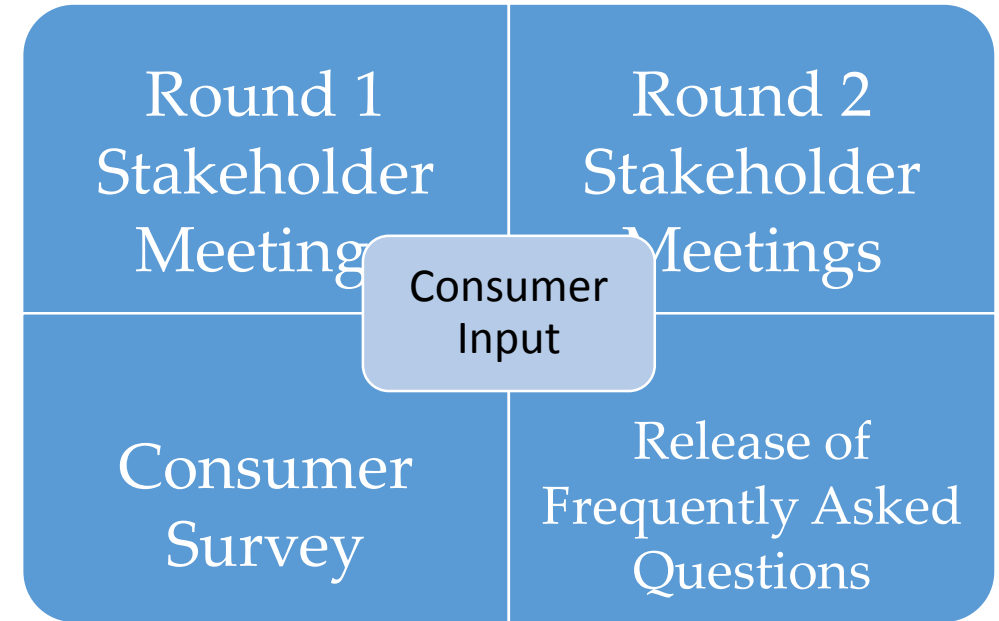 Round 1
Stakeholder
Meeting
Round 2
Stakeholder
Meetings
Consumer
Input
Consumer
Survey
Release of
Frequently Asked
Questions